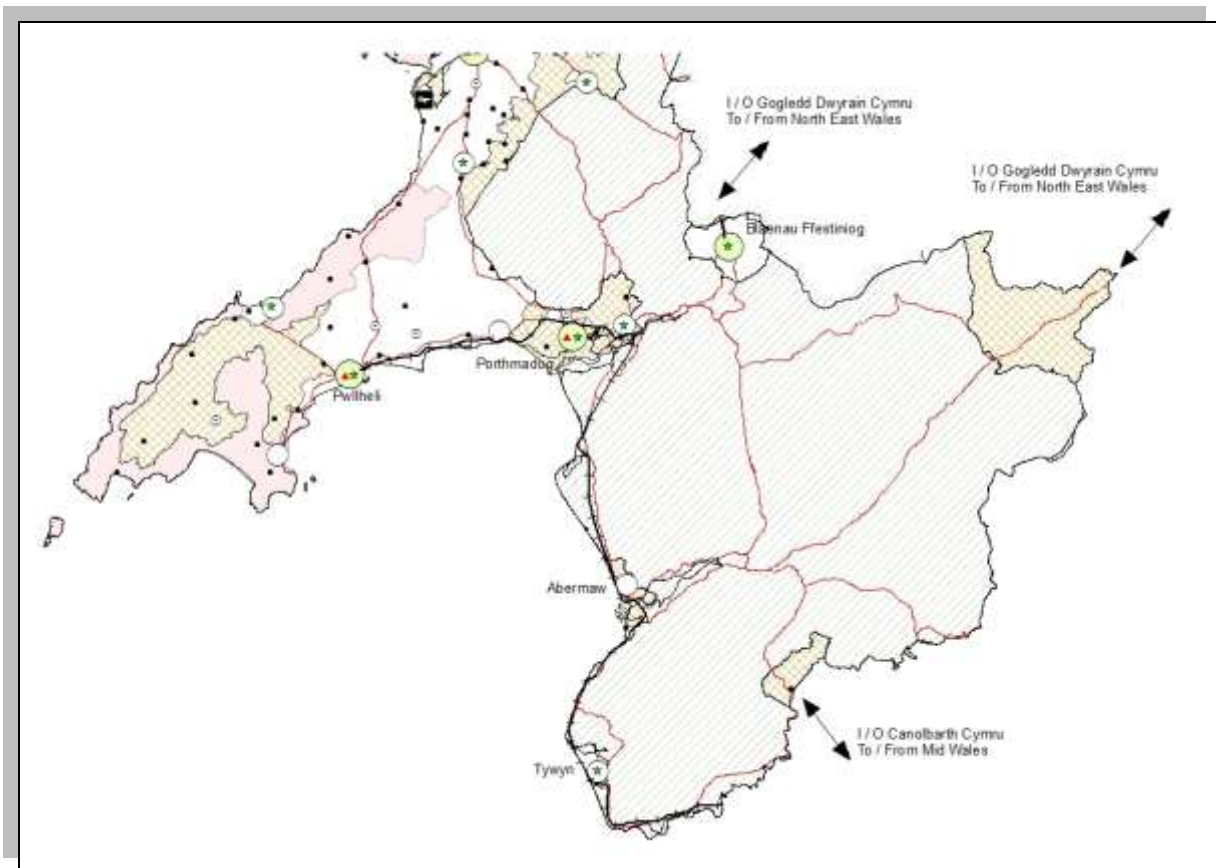 I / O Gogledd Dwyrain Cymru
To / From North East Wales
I / O Gogledd Dwyrain Cymru
To / From North East Wales
Blaenau Ffestiniog
Porthmadog
Pwllheli
Abermaw
I / O Canolbarth Cymru
To / From Mid Wales
Tywyn